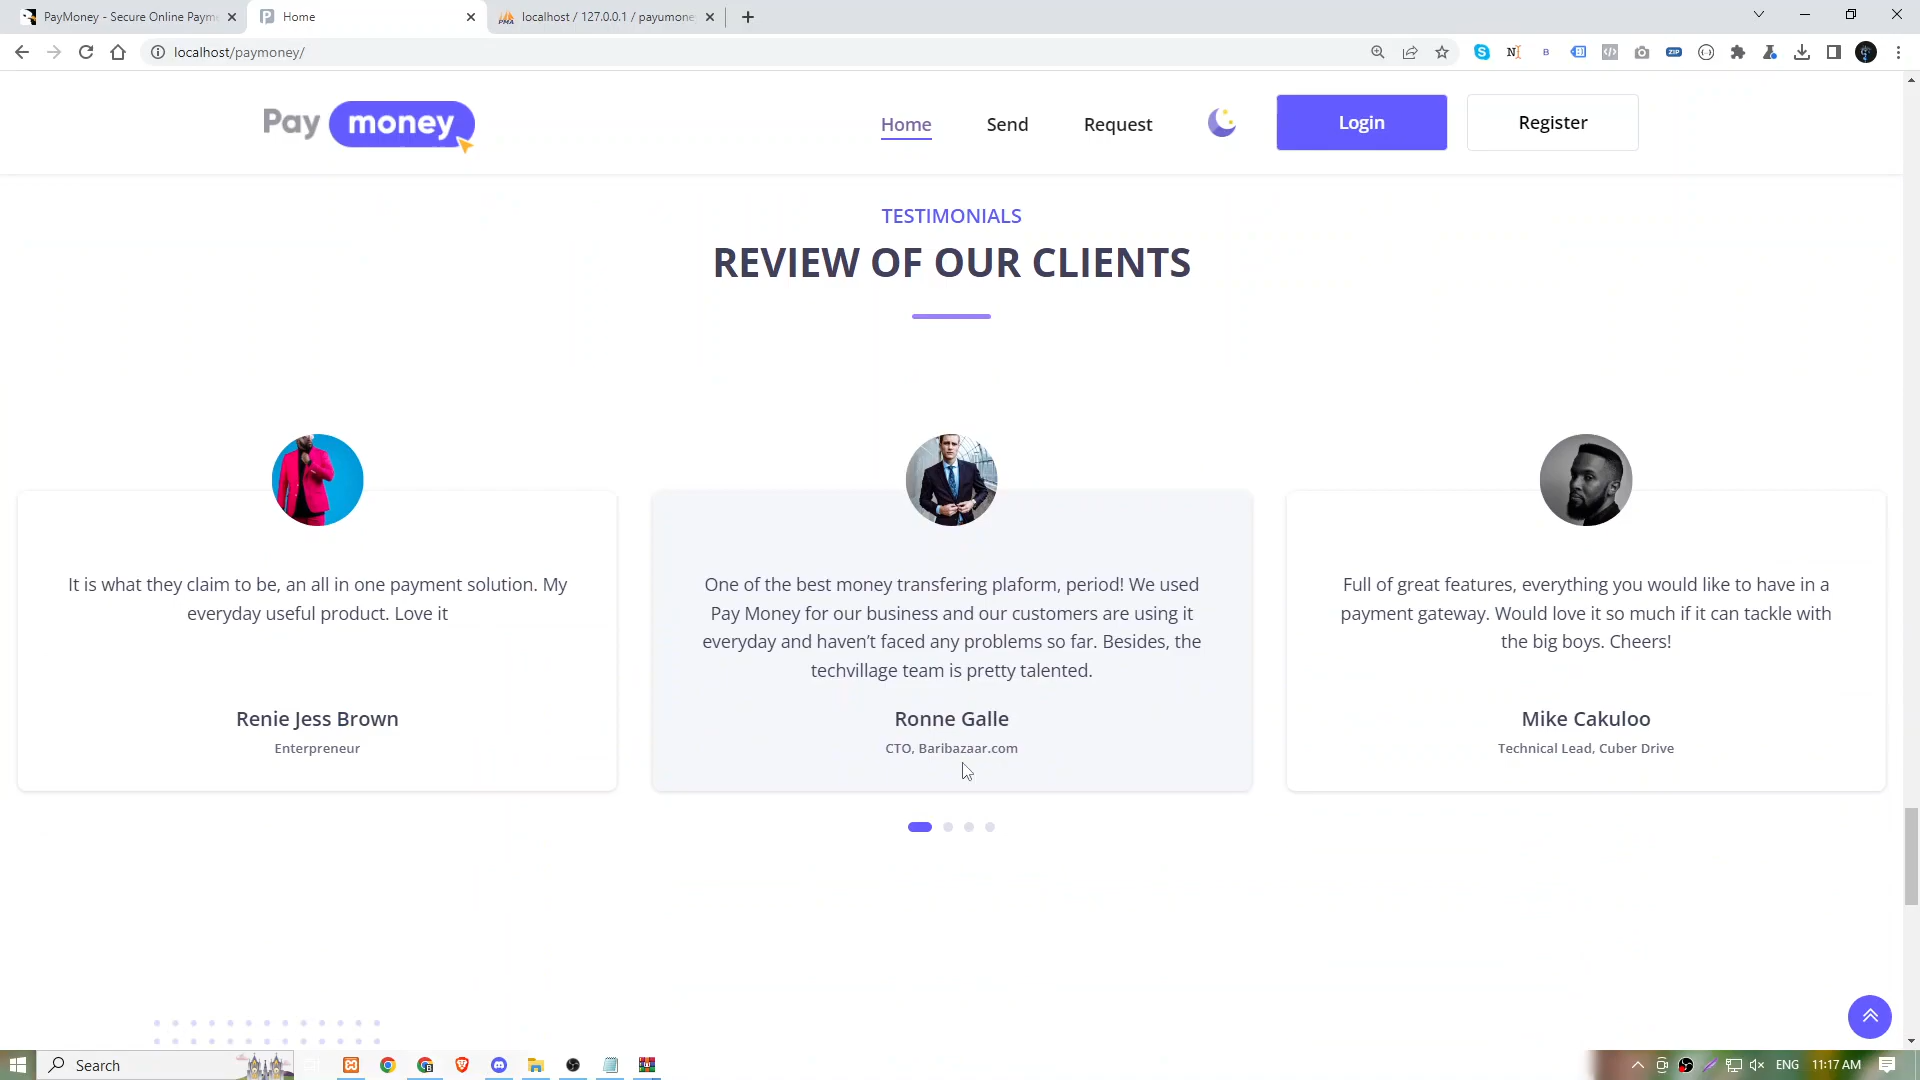 PayMoney - Secure Online Payme
Home
localhost / 127.0.0.1 / payumone
localhost/paymoney/
Pay money
Home
Send
Request
Login
Register
TESTIMONIALS
REVIEW OF OUR CLIENTS
It is what they claim to be, an all in one payment solution. My
everyday useful product. Love it
Renie Jess Brown
Enterpreneur
One of the best money transfering plaform, period! We used
Pay Money for our business and our customers are using it
everyday and haven't faced any problems so far. Besides, the
techvillage team is pretty talented.
Ronne Galle
CTO, Baribazaar.com
Full of great features, everything you would like to have in a
payment gateway. Would love it so much if it can tackle with
the big boys. Cheers!
Mike Cakuloo
Technical Lead, Cuber Drive
Search
ENG
11:17 AM